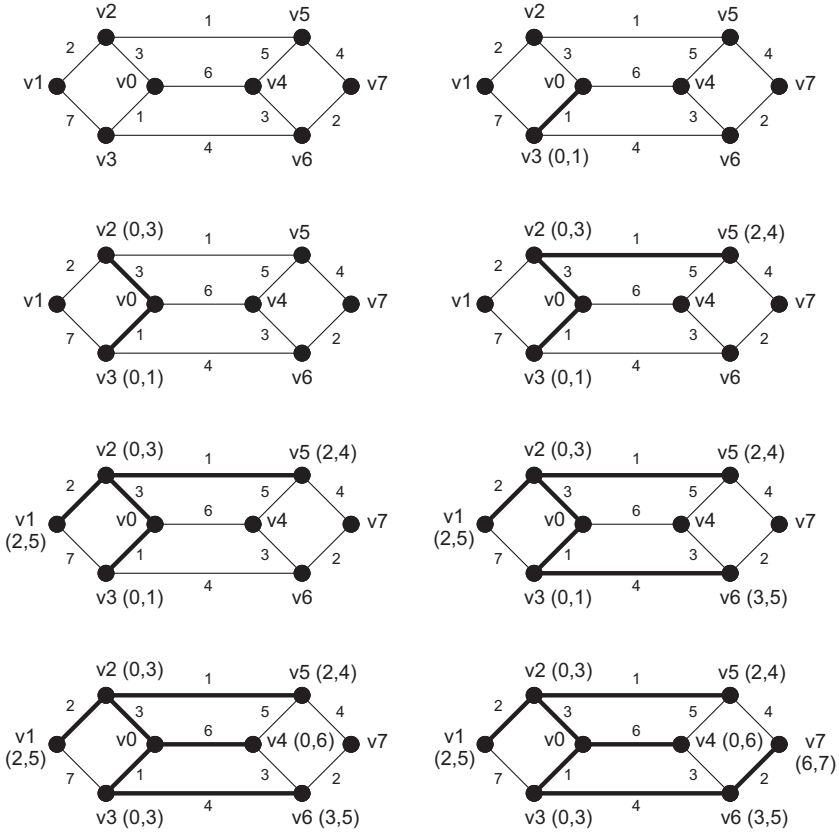 v2 1 v5
2 3 5 4
v1 v0 6 v4 v7
7 1 3 2
v3 4 v6
v2 1 v5
2 3 5 4
v1 v0 6 v4 v7
7 1 3 2
v3 (0,1) 4 v6
v2 (0,3) 1 v5
2 3 5 4
v1 v0 6 v4 v7
7 1 3 2
v3 (0,1) 4 v6
v2 (0,3) 1 v5 (2,4)
2 3 5 4
v1 v0 6 v4 v7
7 1 3 2
v3 (0,1) 4 v6
v2 (0,3) 1 v5 (2,4)
2 3 5 4
v1 v0 6 v4 v7
(2,5)
7 1 3 2
v3 (0,1) 4 v6
v2 (0,3) 1 v5 (2,4)
2 3 5 4
v1 v0 6 v4 v7
(2,5)
7 1 3 2
v3 (0,1) 4 v6 (3,5)
v2 (0,3) 1 v5 (2,4)
2 3 5 4
v1 v0 6 v4 (0,6) v7
(2,5)
7 1 3 2
v3 (0,3) 4 v6 (3,5)
v2 (0,3) 1 v5 (2,4)
2 3 5 4
v1 v0 6 v4 (0,6) v7
(2,5) (6,7)
7 1 3 2
v3 (0,3) 4 v6 (3,5)